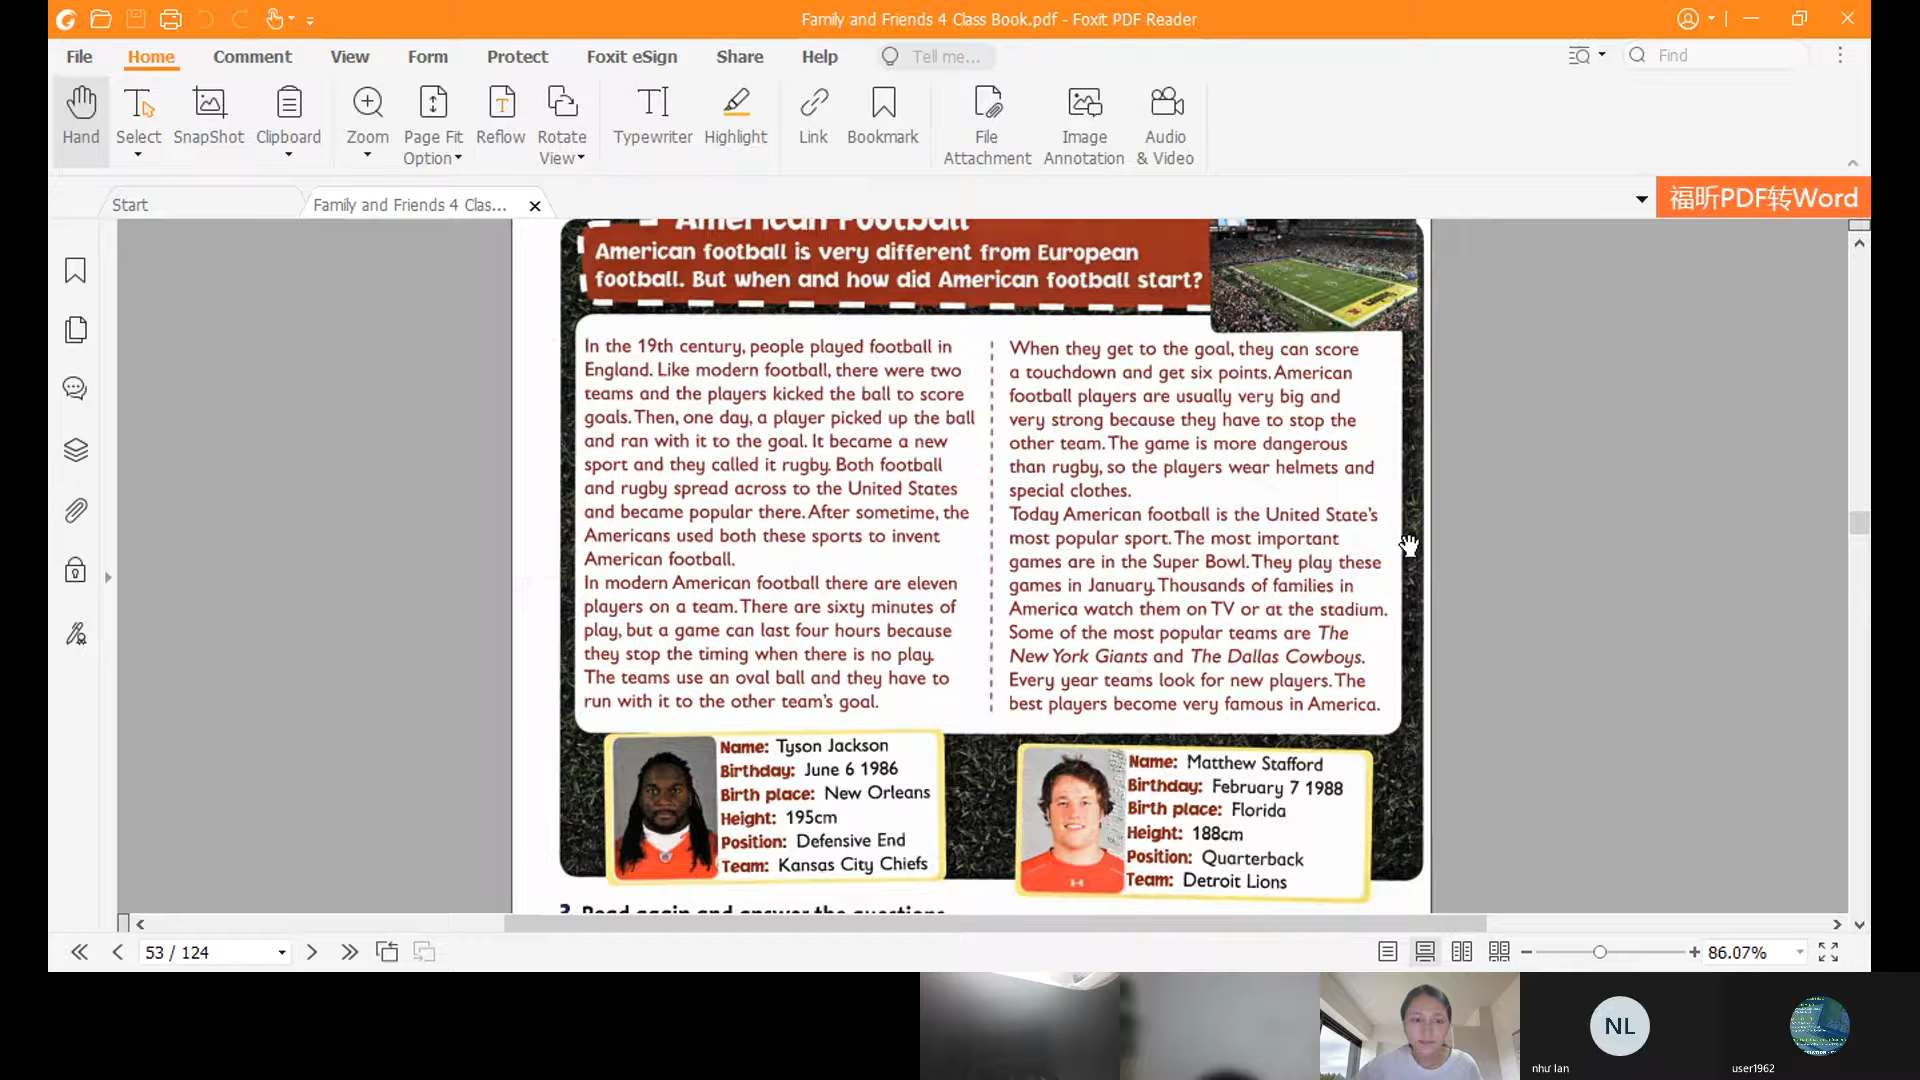 Family and Friends 4 Class Book.pdf - Foxit PDF Reader
File Home Comment View Form Protect Foxit eSign Share Help Tell me... Find
Hand Select SnapShot Clipboard Zoom Page Fit Option Reflow Rotate View Typewriter Highlight Link Bookmark File Attachment Image Annotation Audio & Video
Start Family and Friends 4 Clas... 福昕PDF转Word
American Football
American football is very different from European
football. But when and how did American football start?
In the 19th century, people played football in
England. Like modern football, there were two
teams and the players kicked the ball to score
goals. Then, one day, a player picked up the ball
and ran with it to the goal. It became a new
sport and they called it rugby. Both football
and rugby spread across to the United States
and became popular there. After sometime, the
Americans used both these sports to invent
American football.
In modern American football there are eleven
players on a team. There are sixty minutes of
play, but a game can last four hours because
they stop the timing when there is no play.
The teams use an oval ball and they have to
run with it to the other team's goal.
When they get to the goal, they can score
a touchdown and get six points. American
football players are usually very big and
very strong because they have to stop the
other team. The game is more dangerous
than rugby, so the players wear helmets and
special clothes.
Today American football is the United State's
most popular sport. The most important
games are in the Super Bowl. They play these
games in January. Thousands of families in
America watch them on TV or at the stadium.
Some of the most popular teams are The
New York Giants and The Dallas Cowboys.
Every year teams look for new players. The
best players become very famous in America.
Name: Tyson Jackson
Birthday: June 6 1986
Birth place: New Orleans
Height: 195cm
Position: Defensive End
Team: Kansas City Chiefs
Name: Matthew Stafford
Birthday: February 7 1988
Birth place: Florida
Height: 188cm
Position: Quarterback
Team: Detroit Lions
Read again and answer the questions
53 / 124 86.07%
NL
như lan
user1962